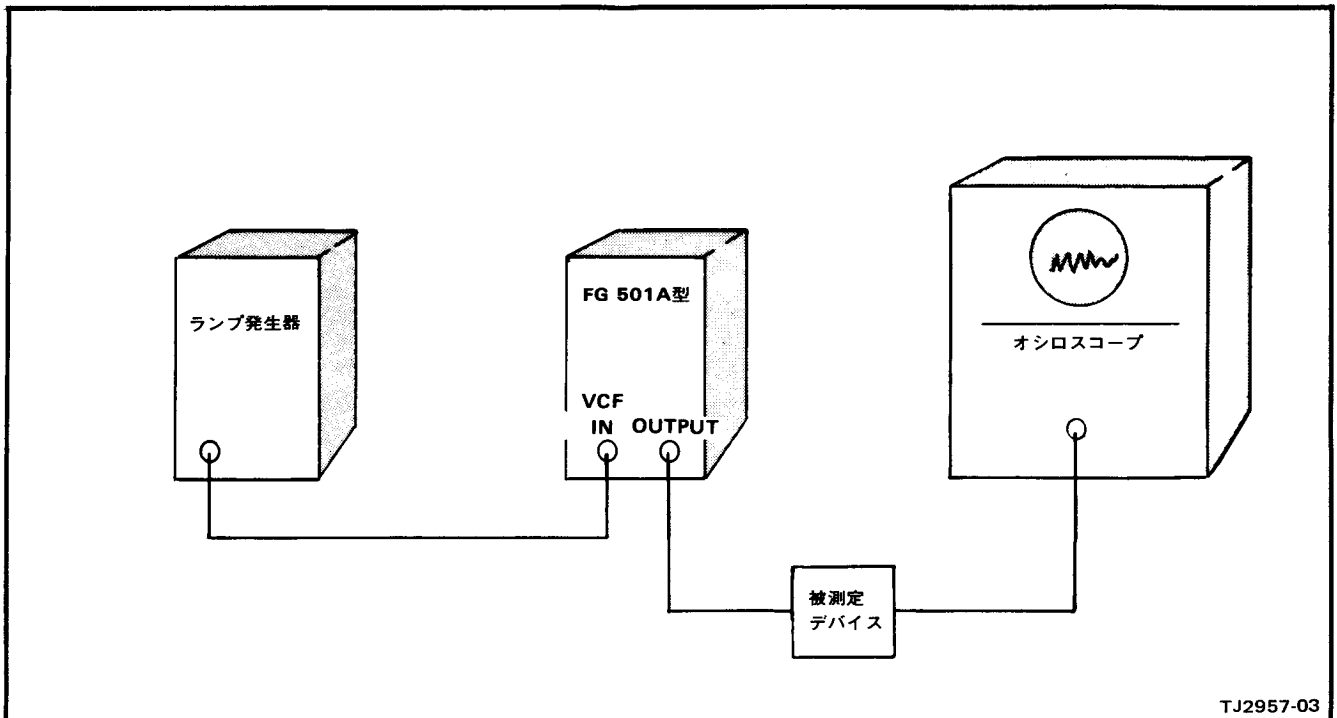 ランプ発生器
FG 501A型
VCF
IN OUTPUT
オシロスコープ
被測定
デバイス
TJ2957-03